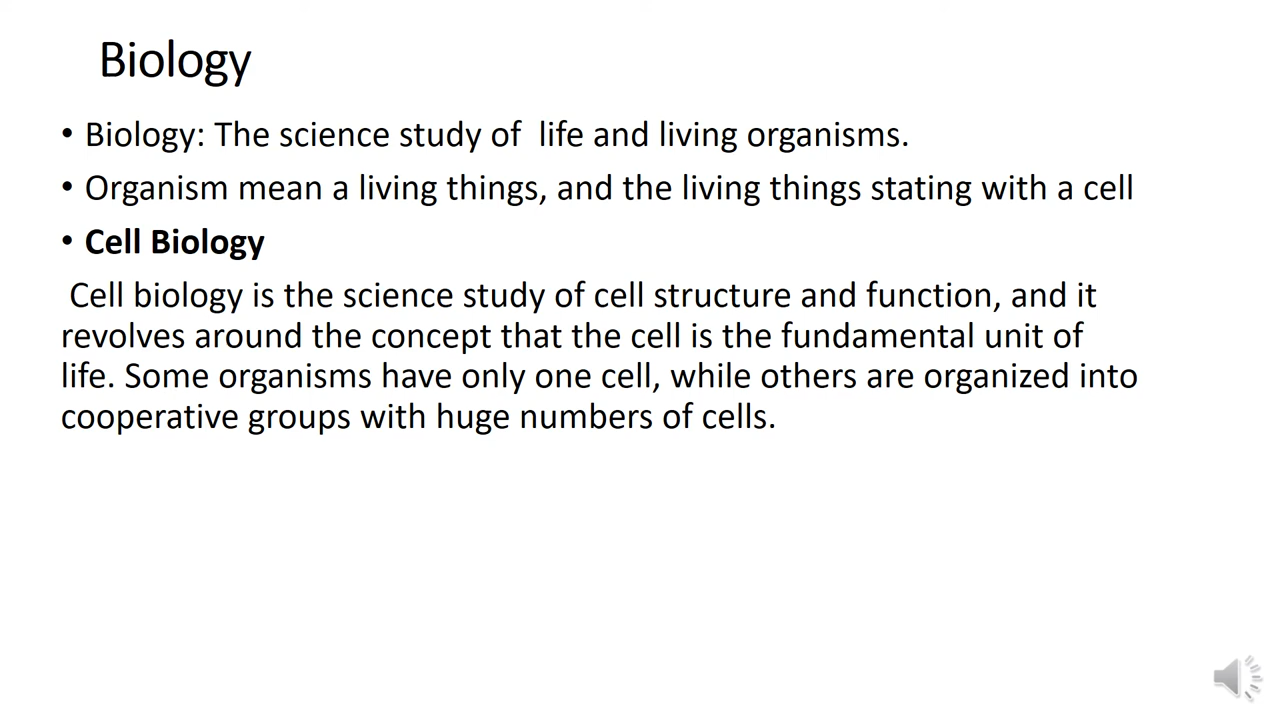 Biology
• Biology: The science study of  life and living organisms.
• Organism mean a living things, and the living things stating with a cell
• Cell Biology
Cell biology is the science study of cell structure and function, and it
revolves around the concept that the cell is the fundamental unit of
life. Some organisms have only one cell, while others are organized into
cooperative groups with huge numbers of cells.